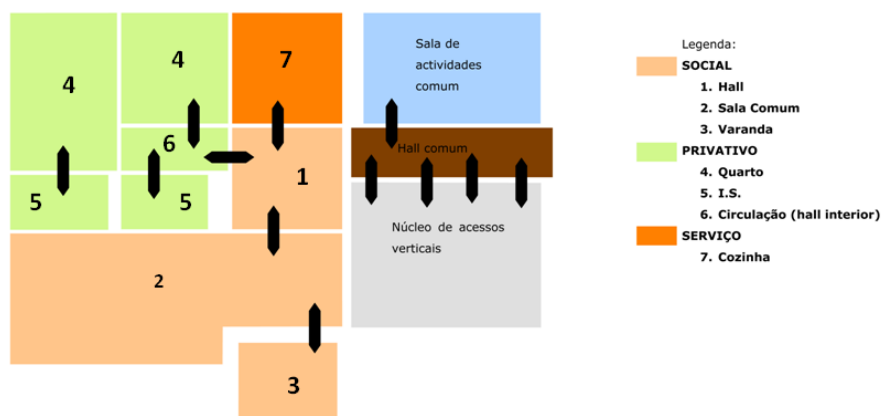 4
4
7
6
1
5
5
2
3
Sala de
actividades
comum
Hall comum
Núcleo de acessos
verticais
Legenda:
SOCIAL
1. Hall
2. Sala Comum
3. Varanda
PRIVATIVO
4. Quarto
5. I.S.
6. Circulação (hall interior)
SERVIÇO
7. Cozinha